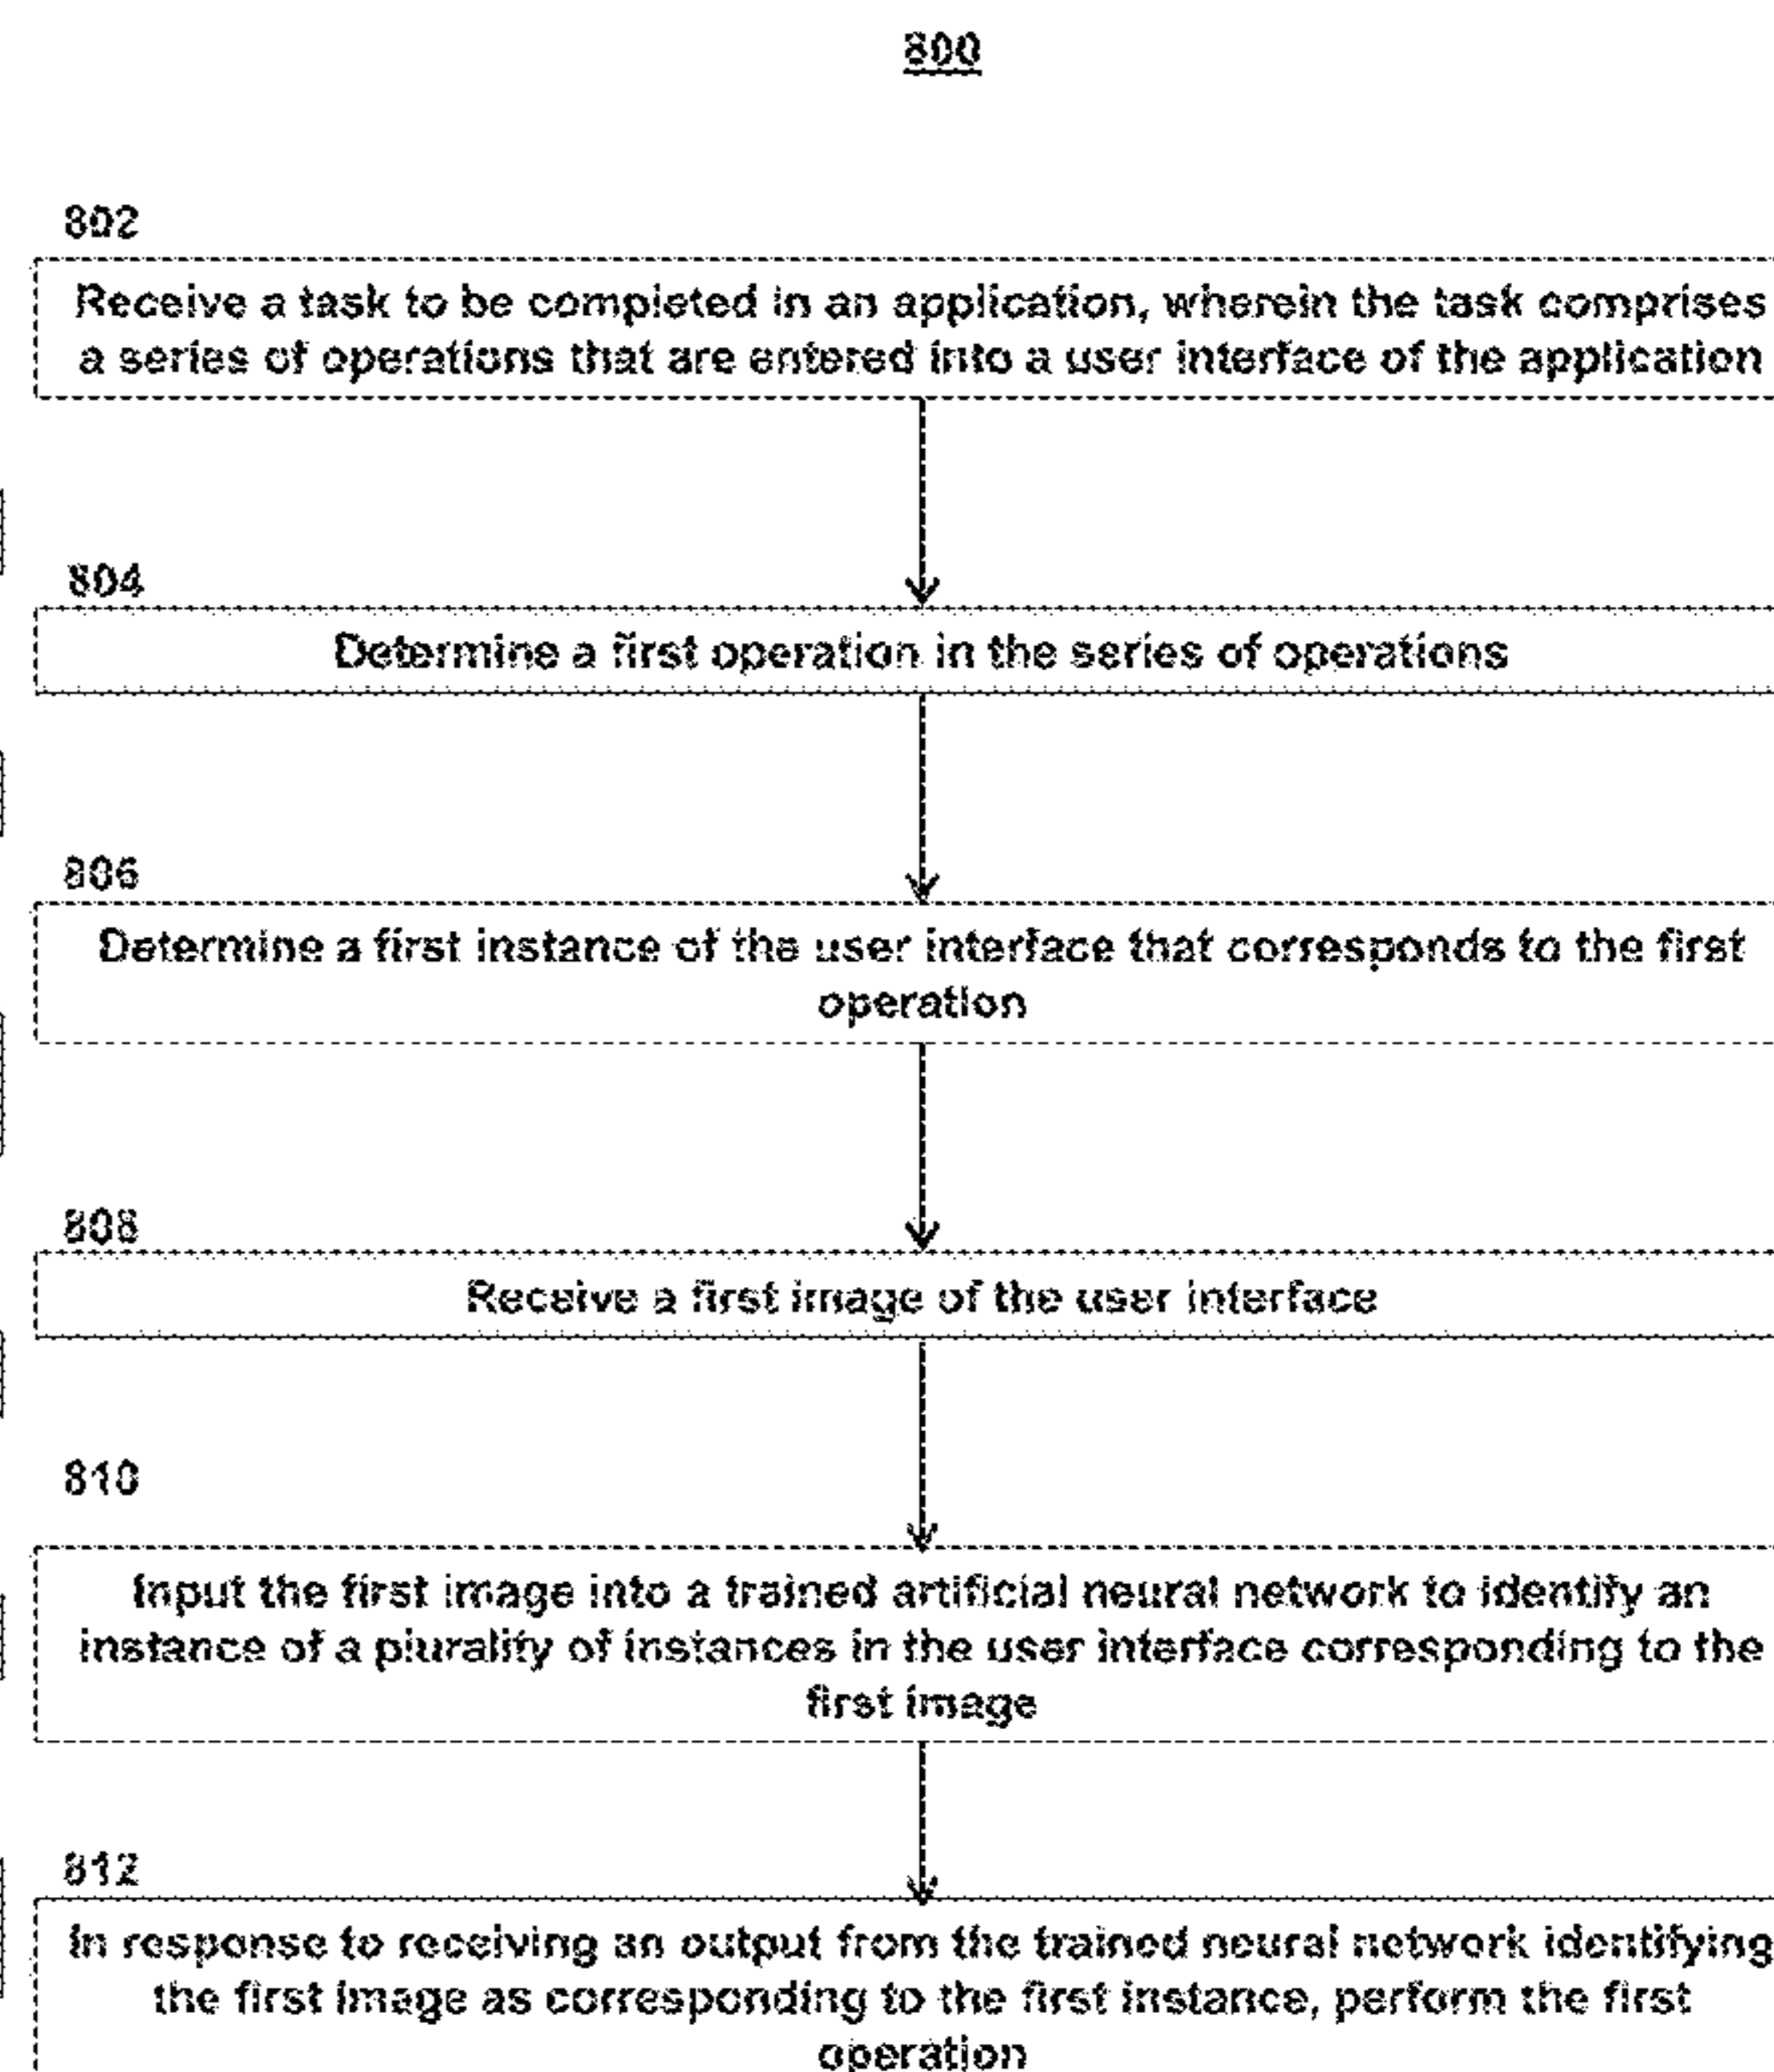 800
802
Receive a task to be completed in an application, wherein the task comprises
a series of operations that are entered into a user interface of the application
804
Determine a first operation in the series of operations
806
Determine a first instance of the user interface that corresponds to the first
operation
808
Receive a first image of the user interface
810
Input the first image into a trained artificial neural network to identify an
instance of a plurality of instances in the user interface corresponding to the
first image
812
In response to receiving an output from the trained neural network identifying
the first image as corresponding to the first instance, perform the first
operation